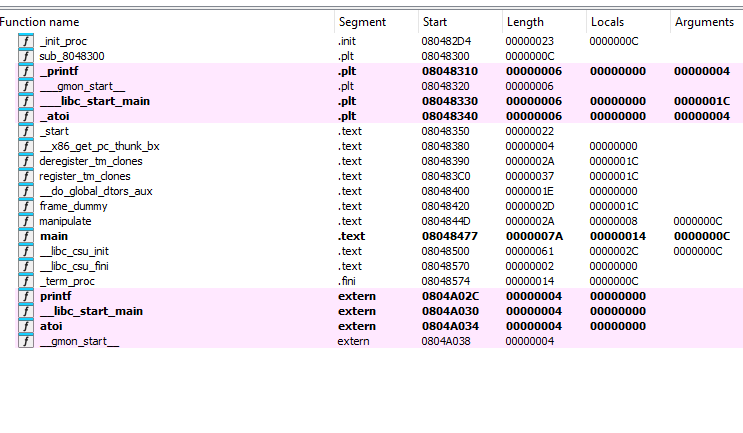 Function name Segment Start Length Locals Arguments
f _init_proc .init 080482D4 00000023 0000000C
f sub_8048300 .plt 08048300 0000000C
f _printf .plt 08048310 00000006 00000000 00000004
f ___gmon_start__ .plt 08048320 00000006
f ___libc_start_main .plt 08048330 00000006 00000000 0000001C
f _atoi .plt 08048340 00000006 00000000 00000004
f _start .text 08048350 00000022
f __x86_get_pc_thunk_bx .text 08048380 00000004 00000000
f deregister_tm_clones .text 08048390 0000002A 0000001C
f register_tm_clones .text 080483C0 00000037 0000001C
f __do_global_dtors_aux .text 08048400 0000001E 00000000
f frame_dummy .text 08048420 0000002D 0000001C
f manipulate .text 0804844D 0000002A 00000008 0000000C
f main .text 08048477 0000007A 00000014 0000000C
f __libc_csu_init .text 08048500 00000061 0000002C 0000000C
f __libc_csu_fini .text 08048570 00000002 00000000
f _term_proc .fini 08048574 00000014 0000000C
f printf extern 0804A02C 00000004 00000000
f __libc_start_main extern 0804A030 00000004 00000000
f atoi extern 0804A034 00000004 00000000
f __gmon_start__ extern 0804A038 00000004